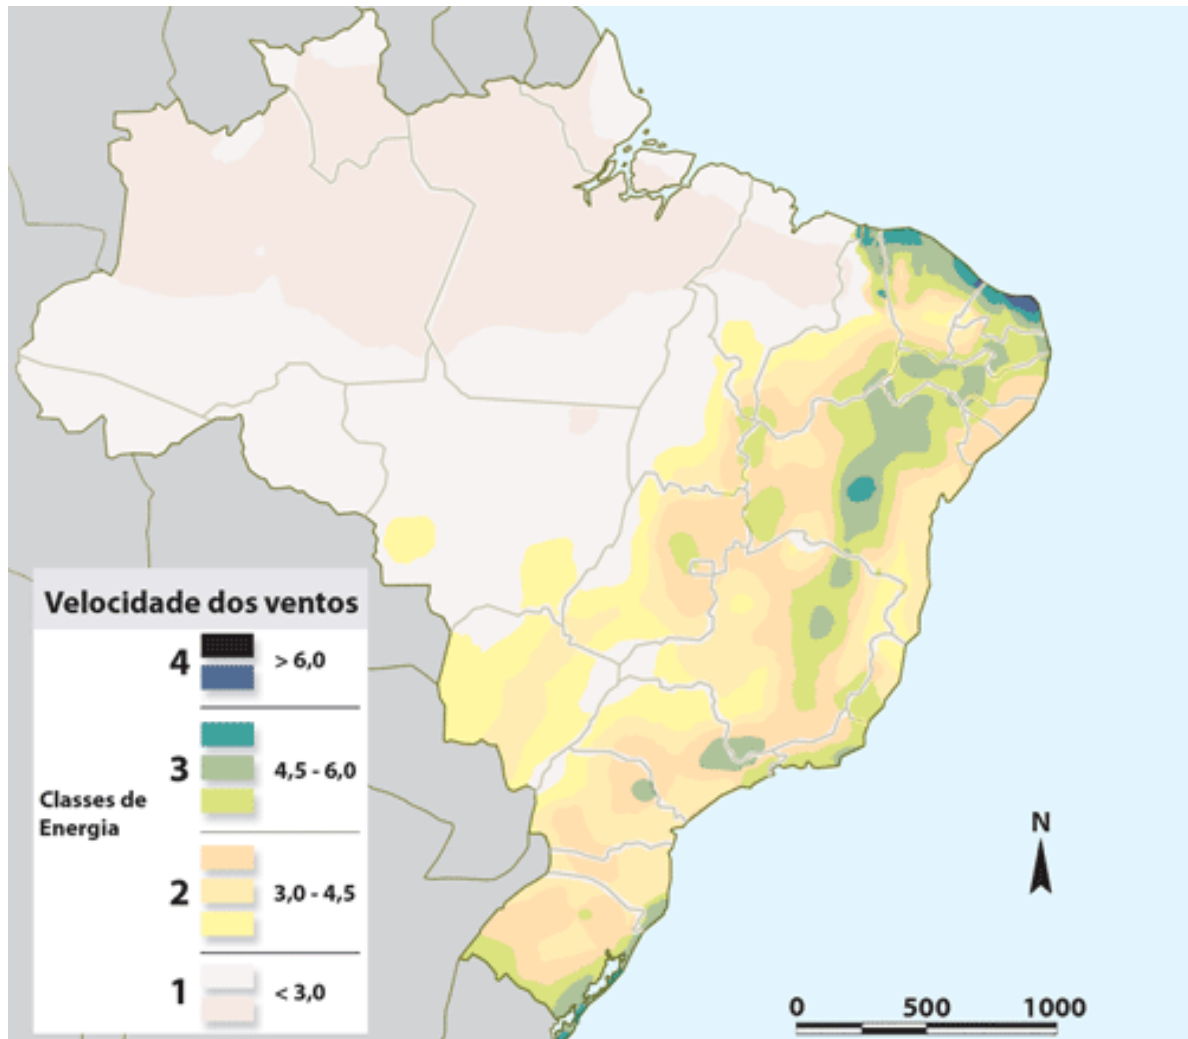 Velocidade dos ventos
4
> 6,0
3
4,5 - 6,0
Classes de
Energia
2
3,0 - 4,5
1
< 3,0
N
0 500 1000